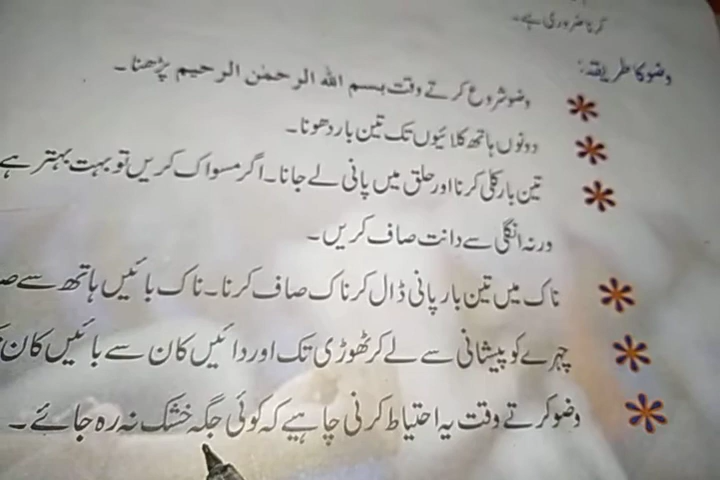 کرنا ضروری ہے۔
وضو کا طریقہ:
وضو شروع کرتے وقت بسم اللہ الرحمٰن الرحیم پڑھنا۔
دونوں ہاتھ کلائیوں تک تین بار دھونا۔
تین بار کلی کرنا اور حلق میں پانی لے جانا۔ اگر مسواک کریں تو بہت بہتر ہے
ورنہ انگلی سے دانت صاف کریں۔
ناک میں تین بار پانی ڈال کر ناک صاف کرنا۔ ناک بائیں ہاتھ سے
چہرے کو پیشانی سے لے کر ٹھوڑی تک اور دائیں کان سے بائیں کان
وضو کرتے وقت یہ احتیاط کرنی چاہیے کہ کوئی جگہ خشک نہ رہ جائے۔